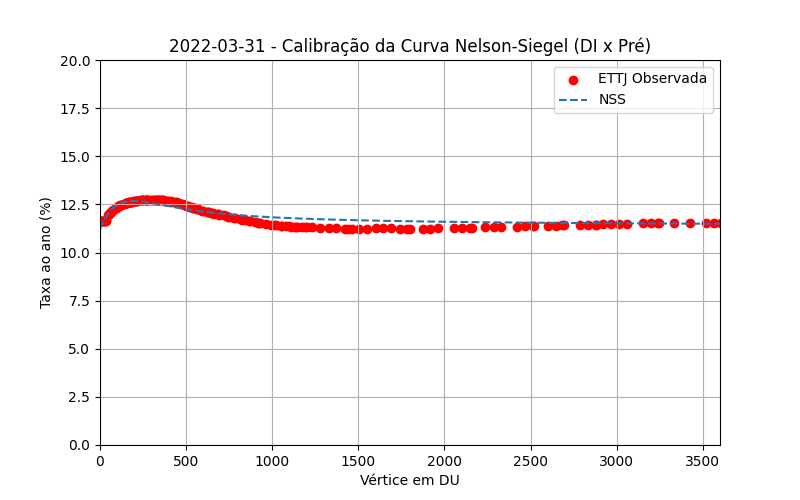 2022-03-31 - Calibração da Curva Nelson-Siegel (DI x Pré)
20.0
17.5
15.0
12.5
10.0
7.5
5.0
2.5
0.0
Taxa ao ano (%)
ETTJ Observada
NSS
0 500 1000 1500 2000 2500 3000 3500
Vértice em DU